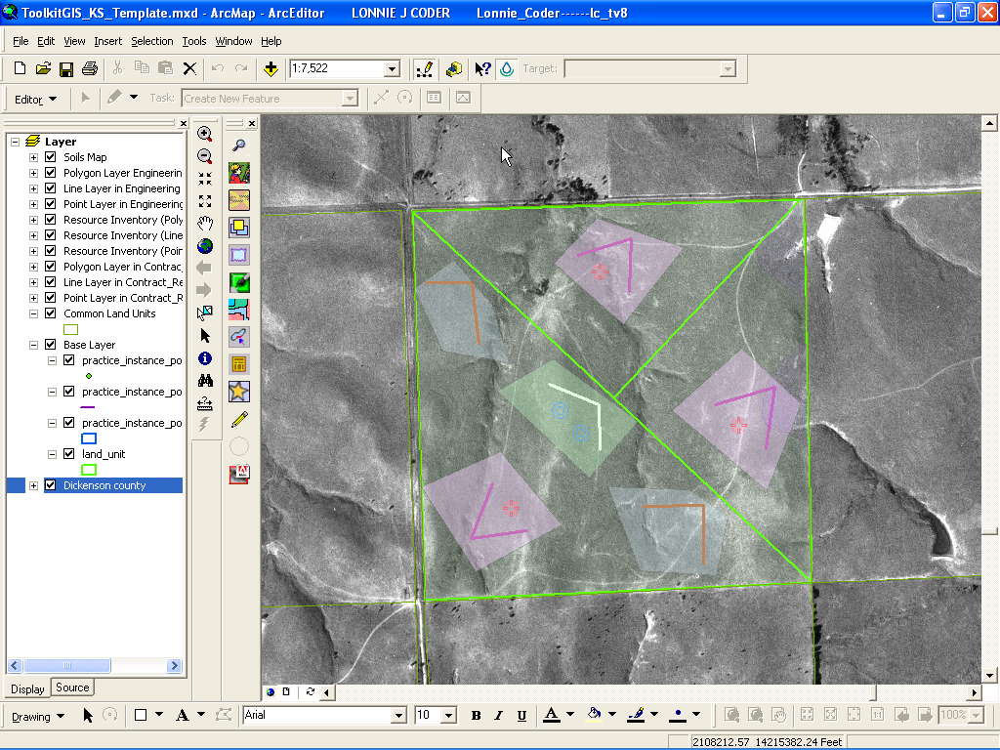 ToolkitGIS_KS_Template.mxd - ArcMap - ArcEditor LONNIE J CODER Lonnie_Coder------lc_tv8
File Edit View Insert Selection Tools Window Help
1:7,522 Target:
Editor Task: Create New Feature
Layer
Soils Map
Polygon Layer Engineerin
Line Layer in Engineering
Point Layer in Engineering
Resource Inventory (Poly
Resource Inventory (Line
Resource Inventory (Poin
Polygon Layer in Contrac
Line Layer in Contract_Re
Point Layer in Contract_R
Common Land Units
Base Layer
practice_instance_po
practice_instance_po
practice_instance_po
land_unit
Dickenson county
Display Source
Drawing A Arial 10 B I U A 100%
2108212.57 14215382.24 Feet